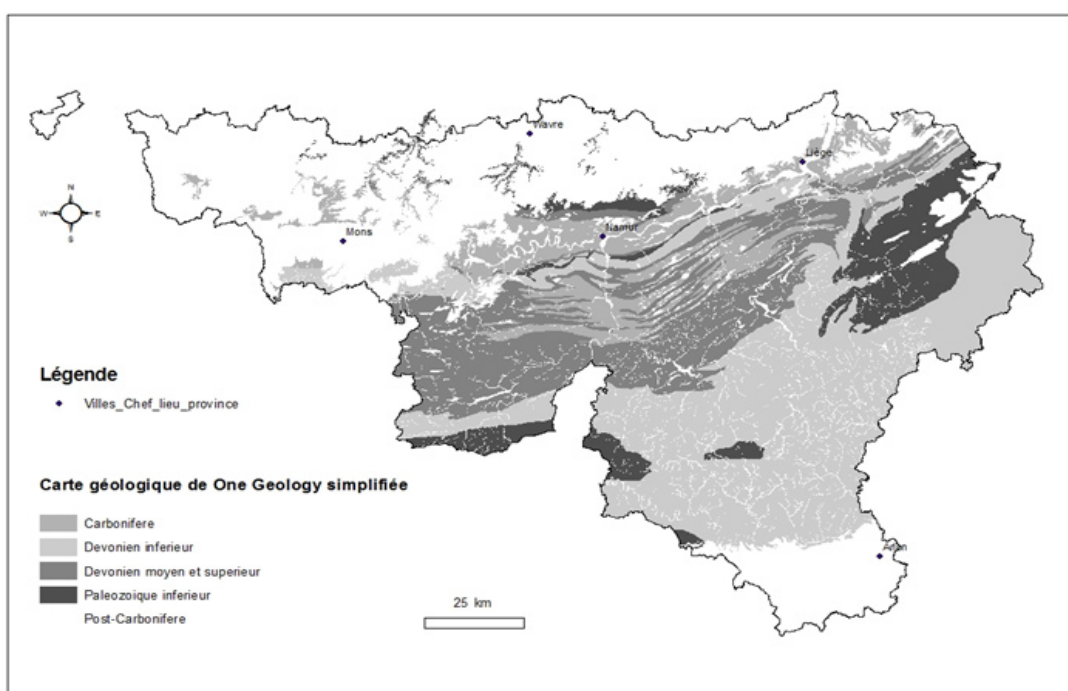 Wavre
Liège
N
W E
S
Namur
Mons
Légende
Villes_Chef_lieu_province
Carte géologique de One Geology simplifiée
Carbonifere
Devonien inferieur
Devonien moyen et superieur
Paleozoique inferieur
Post-Carbonifere
25 km
Arlon